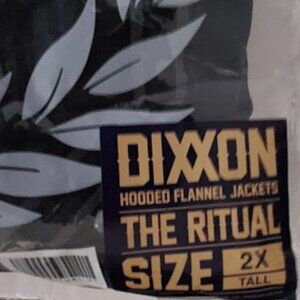 DIXXON
HOODED FLANNEL JACKETS
THE RITUAL
SIZE 2X
TALL